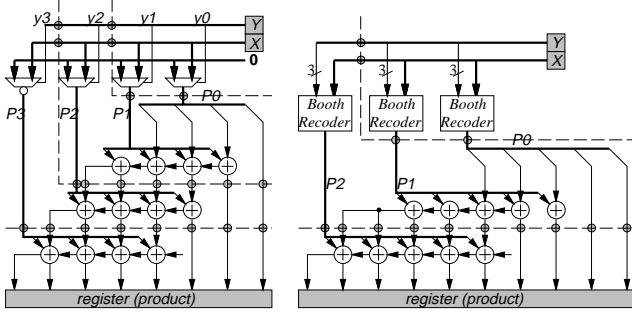 y3 y2 y1 y0 Y
X
0
P3 P2 P1 P0
register (product)
Y
X
3 3 3
Booth Recoder
Booth Recoder
Booth Recoder
P0
P2 P1
register (product)